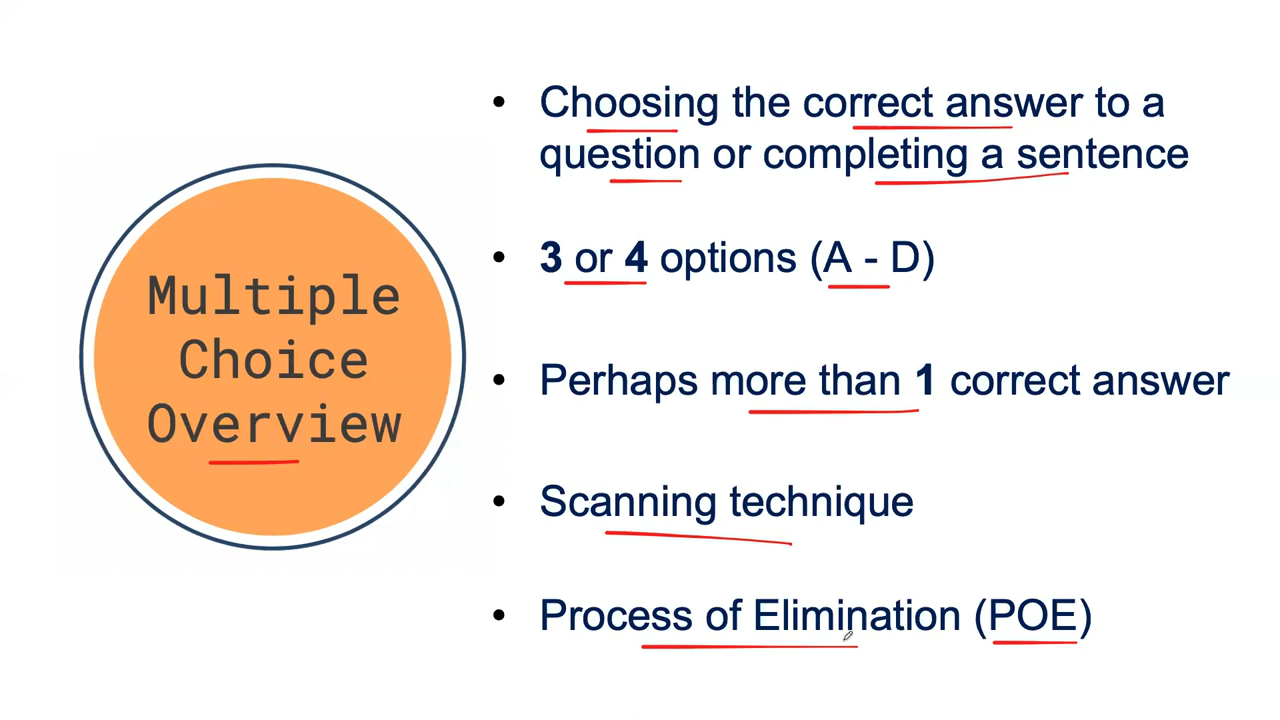 Multiple
Choice
Overview
• Choosing the correct answer to a
question or completing a sentence
• 3 or 4 options (A - D)
• Perhaps more than 1 correct answer
• Scanning technique
• Process of Elimination (POE)